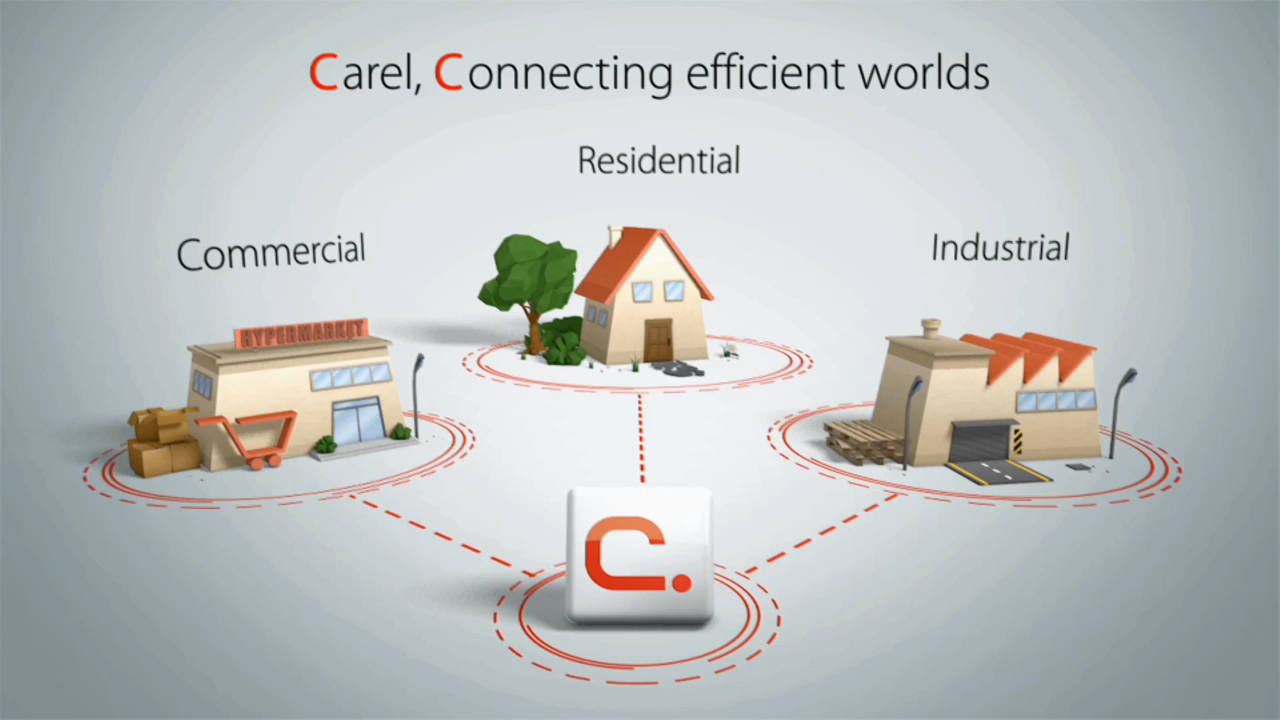 Carel, Connecting efficient worlds
Residential
Commercial
Industrial
HYPERMARKET
C.